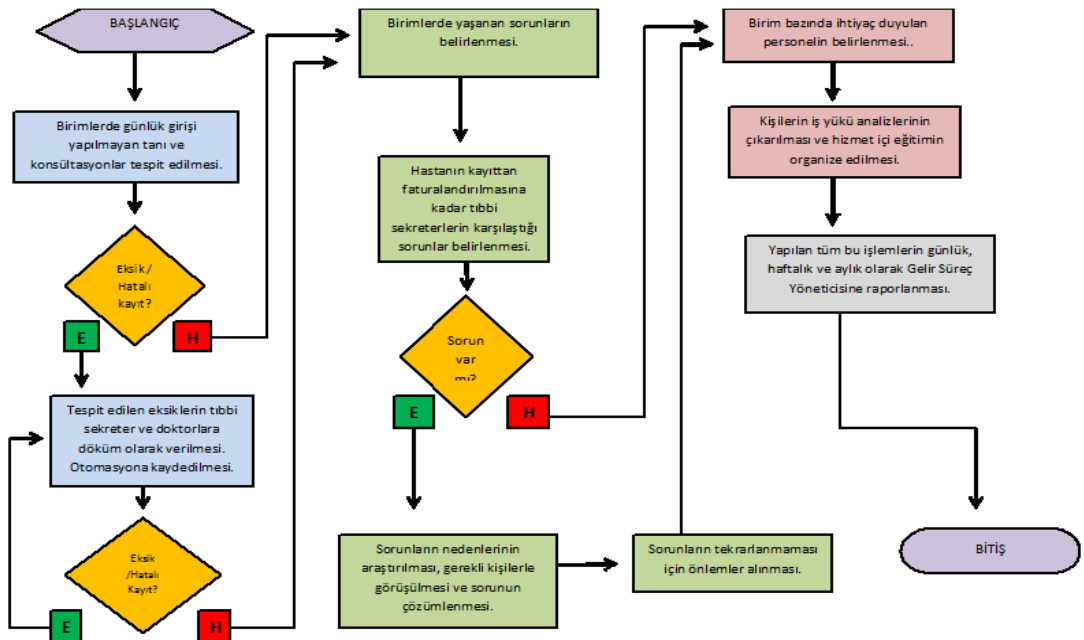 BAŞLANGIÇ
Birimlerde günlük girişi
yapılmayan tanı ve
konsültasyonlar tespit edilmesi.
Eksik /
Hatalı
kayıt?
E
H
Tespit edilen eksiklerin tıbbi
sekreter ve doktorlara
döküm olarak verilmesi.
Otomasyona kaydedilmesi.
Eksik
/Hatalı
Kayıt?
E
H
Birimlerde yaşanan sorunların
belirlenmesi.
Hastanın kayıttan
faturalandırılmasına
kadar tıbbi
sekreterlerin karşılaştığı
sorunlar belirlenmesi.
Sorun
var
mı?
E
H
Sorunların nedenlerinin
araştırılması, gerekli kişilerle
görüşülmesi ve sorunun
çözümlenmesi.
Sorunların tekrarlanmaması
için önlemler alınması.
Birim bazında ihtiyaç duyulan
personelin belirlenmesi..
Kişilerin iş yükü analizlerinin
çıkarılması ve hizmet içi eğitimin
organize edilmesi.
Yapılan tüm bu işlemlerin günlük,
haftalık ve aylık olarak Gelir Süreç
Yöneticisine raporlanması.
BİTİŞ